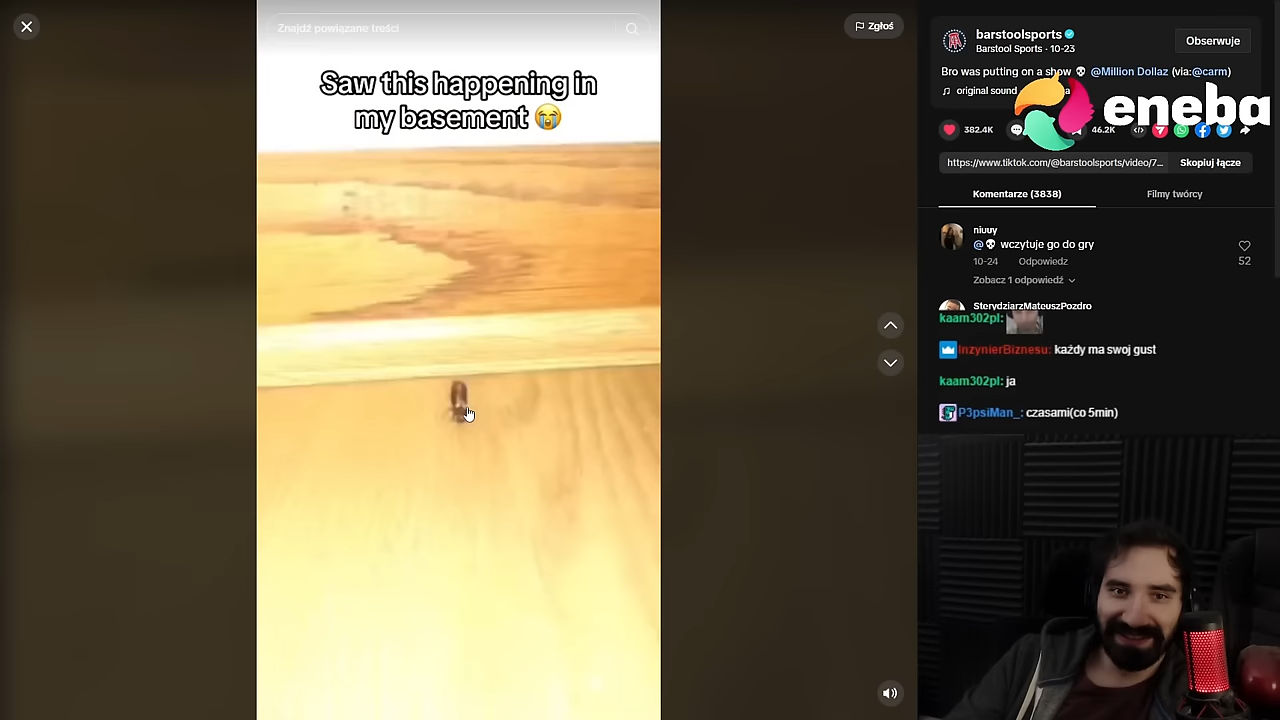 Znajdź powiązane treści
Zgłoś
Saw this happening in
my basement 😭
barstoolsports
Barstool Sports · 10-23
Obserwuje
Bro was putting on a show 💀 @Million Dollaz (via:@carm)
♫ original sound
eneba
382.4K
46.2K
https://www.tiktok.com/@barstoolsports/video/7...
Skopiuj łącze
Komentarze (3838)
Filmy twórcy
niuuy
@💀 wczytuje go do gry
52
10-24 Odpowiedz
Zobacz 1 odpowiedź
SterydziarzMateuszPozdro
kaam302pl:
InzynierBiznesu: każdy ma swoj gust
kaam302pl: ja
P3psiMan_: czasami(co 5min)